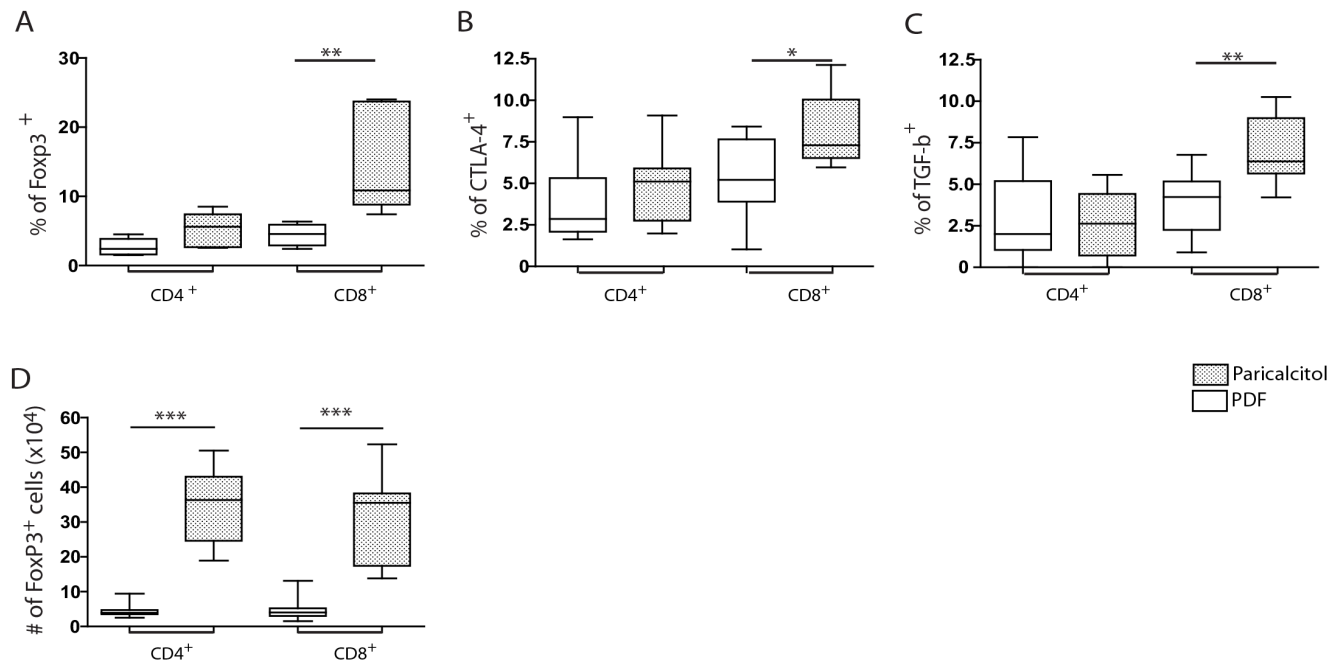 A
% of Foxp3 +
30
20
10
0
**
CD4 +
CD8+
B
% of CTLA-4+
12.5
10.0
7.5
5.0
2.5
0
*
CD4+
CD8+
C
% of TGF-b+
12.5
10.0
7.5
5.0
2.5
0
**
CD4+
CD8+
D
# of FoxP3+ cells (x10⁴)
60
50
40
30
20
10
0
***
***
CD4+
CD8+
Paricalcitol
PDF